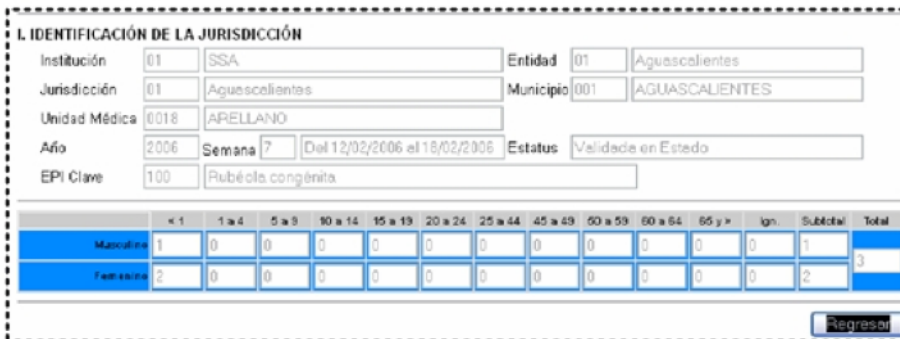 I. IDENTIFICACIÓN DE LA JURISDICCIÓN
Institución 01 SSA Entidad 01 Aguascalientes
Jurisdicción 01 Aguascalientes Municipio 001 AGUASCALIENTES
Unidad Médica 0018 ARELLANO
Año 2006 Semana 7 Del 12/02/2006 al 18/02/2006 Estatus Validada en Estado
EPI Clave 100 Rubéola congénita
< 1 1 a 4 5 a 9 10 a 14 15 a 19 20 a 24 25 a 44 45 a 49 50 a 59 60 a 64 65 y > Ign. Subtotal Total
Masculino 1 0 0 0 0 0 0 0 0 0 0 0 1
3
Femenino 2 0 0 0 0 0 0 0 0 0 0 0 2
Regresar